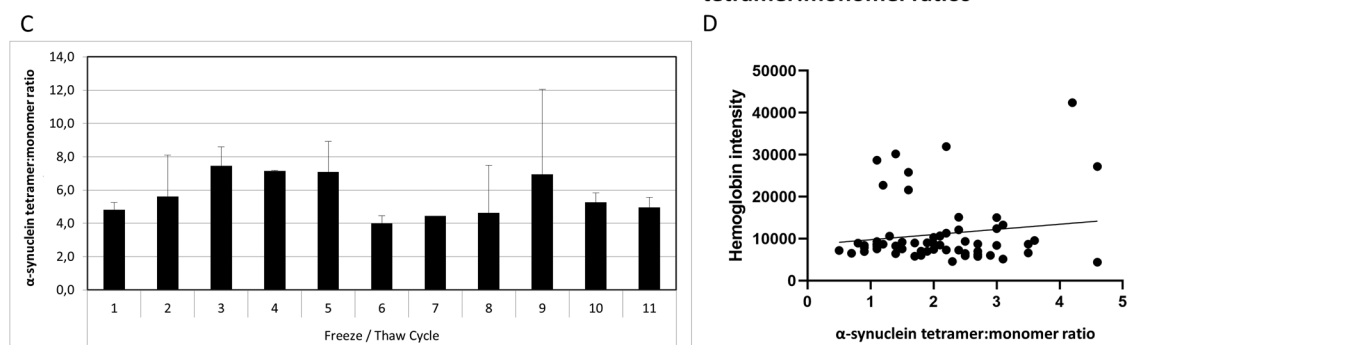 tetramer:monomer ratios
C
D
α-synuclein tetramer:monomer ratio
14,0
12,0
10,0
8,0
6,0
4,0
2,0
0,0
1 2 3 4 5 6 7 8 9 10 11
Freeze / Thaw Cycle
Hemoglobin intensity
50000
40000
30000
20000
10000
0
0 1 2 3 4 5
α-synuclein tetramer:monomer ratio